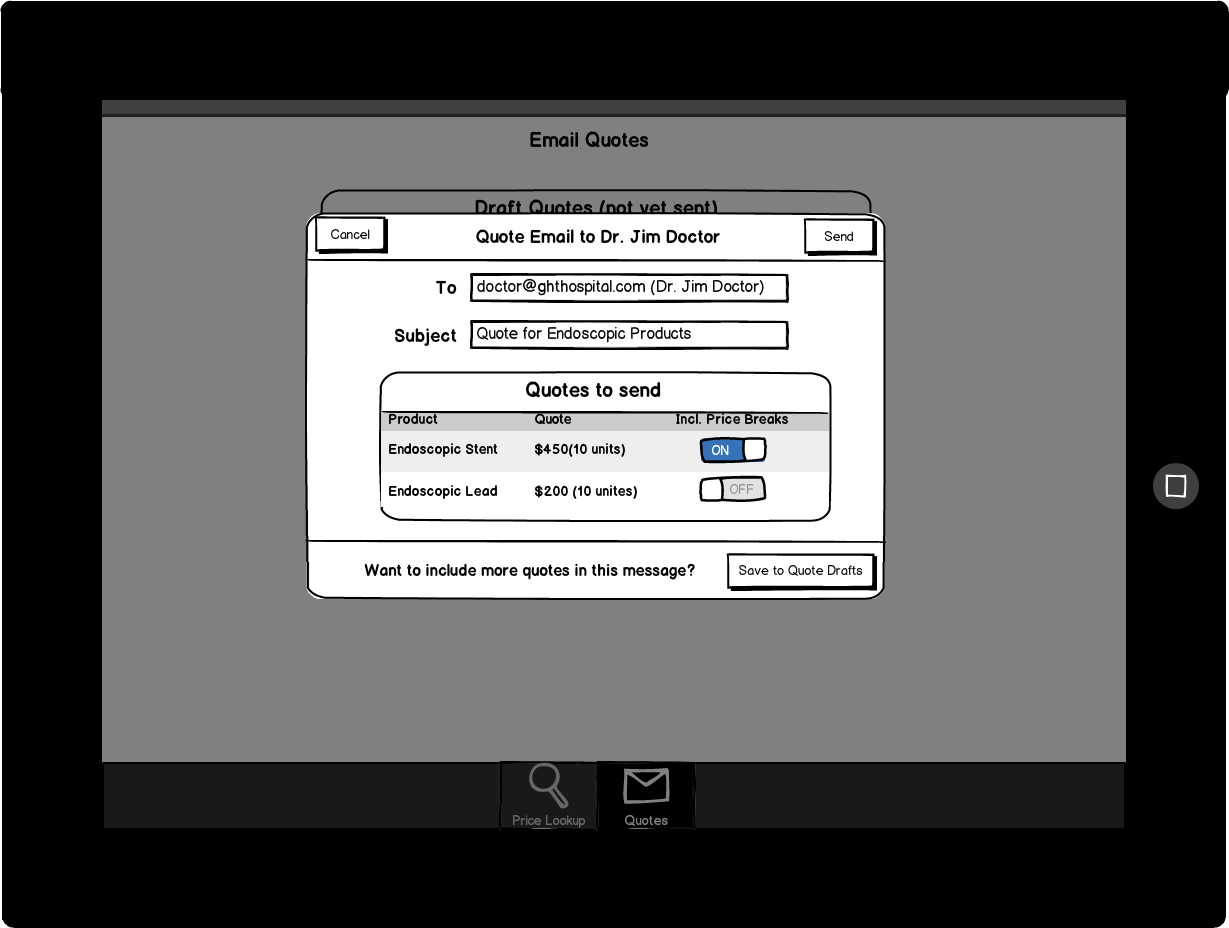 Email Quotes
Draft Quotes (not yet sent)
Cancel
Quote Email to Dr. Jim Doctor
Send
To
doctor@ghthospital.com (Dr. Jim Doctor)
Subject
Quote for Endoscopic Products
Quotes to send
Product Quote Incl. Price Breaks
Endoscopic Stent $450(10 units) ON
Endoscopic Lead $200 (10 unites) OFF
Want to include more quotes in this message?
Save to Quote Drafts
Price Lookup
Quotes